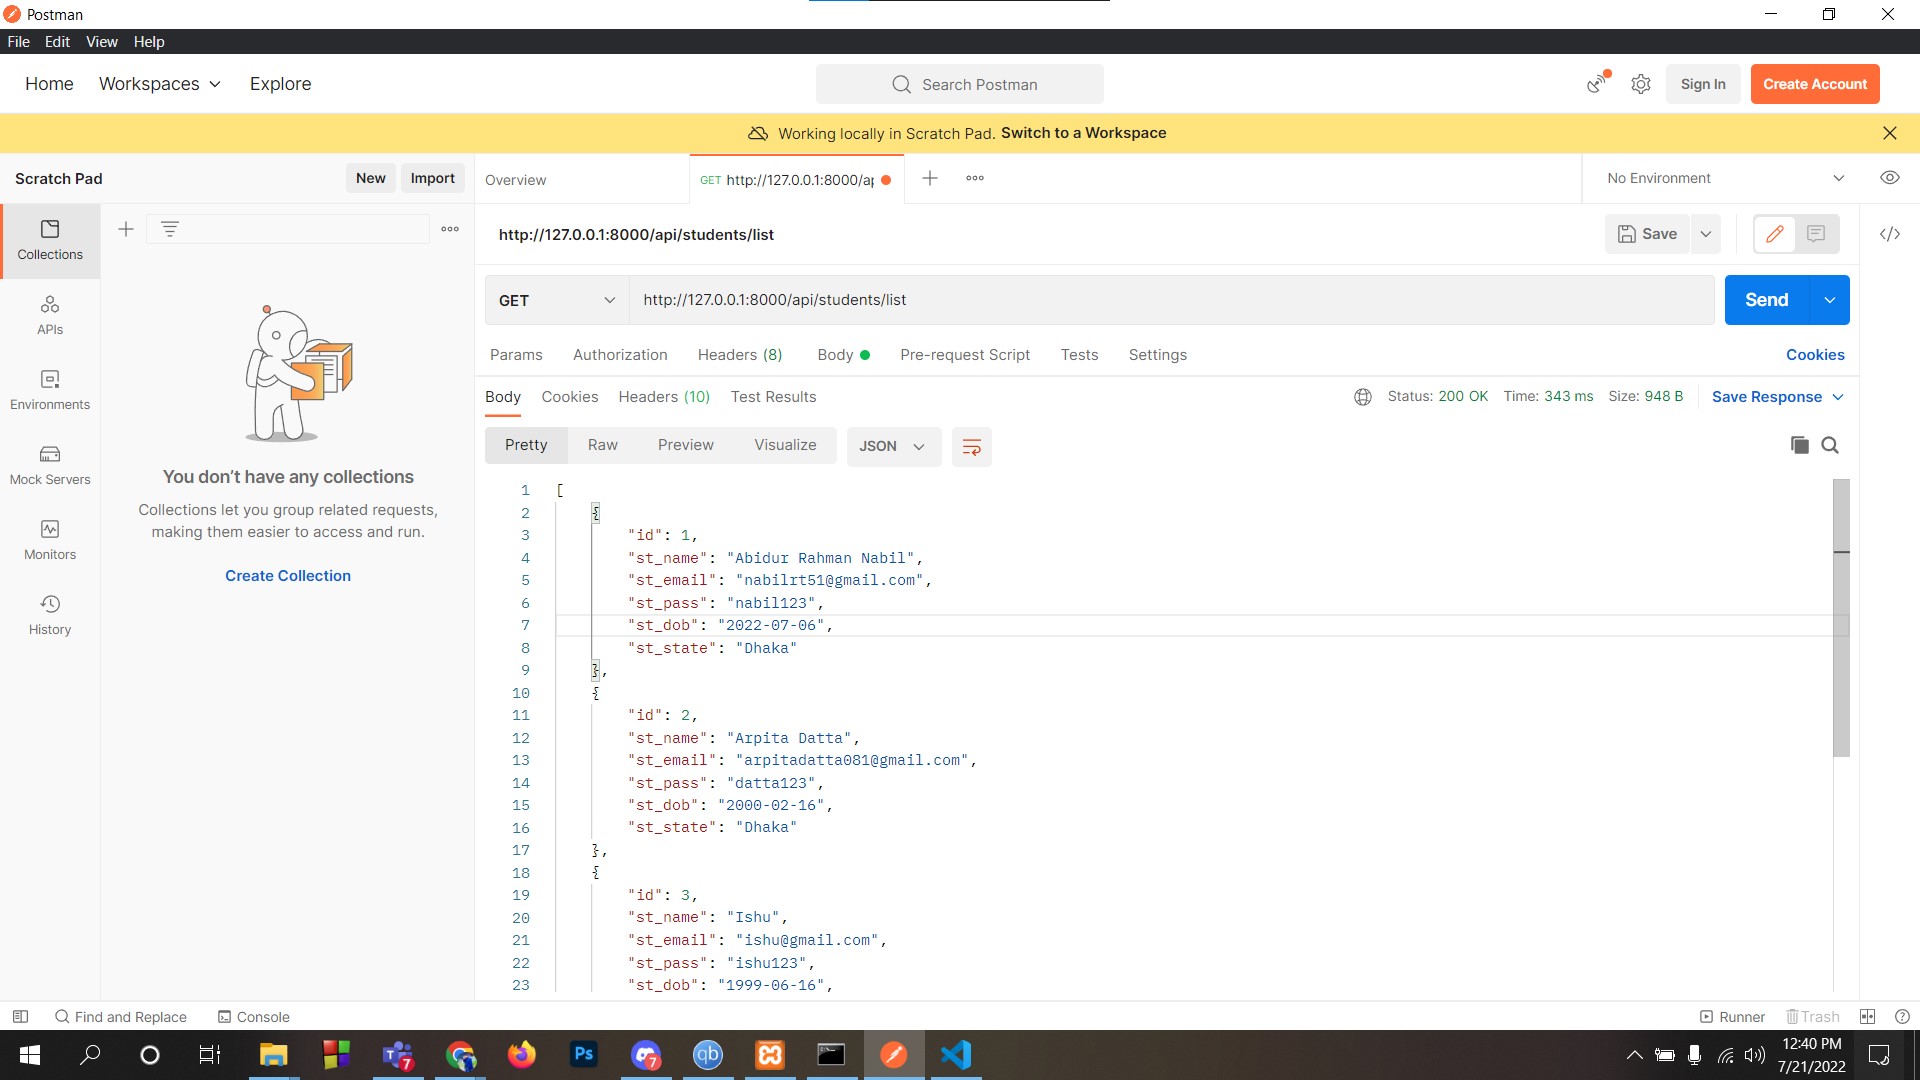 Postman
File Edit View Help
Home Workspaces Explore
Search Postman
Sign In Create Account
Working locally in Scratch Pad. Switch to a Workspace
Scratch Pad New Import
Overview GET http://127.0.0.1:8000/ap No Environment
Collections
APIs
Environments
Mock Servers
Monitors
History
You don't have any collections
Collections let you group related requests,
making them easier to access and run.
Create Collection
http://127.0.0.1:8000/api/students/list Save
GET http://127.0.0.1:8000/api/students/list Send
Params Authorization Headers (8) Body Pre-request Script Tests Settings Cookies
Body Cookies Headers (10) Test Results Status: 200 OK Time: 343 ms Size: 948 B Save Response
Pretty Raw Preview Visualize JSON
1 [
2 {
3 "id": 1,
4 "st_name": "Abidur Rahman Nabil",
5 "st_email": "nabilrt51@gmail.com",
6 "st_pass": "nabil123",
7 "st_dob": "2022-07-06",
8 "st_state": "Dhaka"
9 },
10 {
11 "id": 2,
12 "st_name": "Arpita Datta",
13 "st_email": "arpitadatta081@gmail.com",
14 "st_pass": "datta123",
15 "st_dob": "2000-02-16",
16 "st_state": "Dhaka"
17 },
18 {
19 "id": 3,
20 "st_name": "Ishu",
21 "st_email": "ishu@gmail.com",
22 "st_pass": "ishu123",
23 "st_dob": "1999-06-16",
Find and Replace Console Runner Trash
Ps
7
7
qb
12:40 PM
7/21/2022